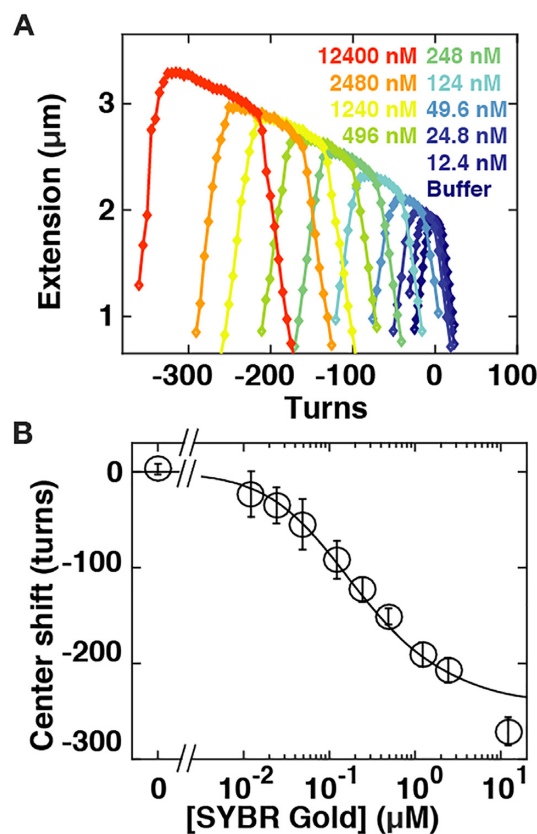 A
12400 nM 248 nM
2480 nM 124 nM
1240 nM 49.6 nM
496 nM 24.8 nM
12.4 nM
Buffer
Extension (μm)
3
2
1
-300 -200 -100 0 100
Turns
B
Center shift (turns)
0
-100
-200
-300
0 10-2 10-1 100 101
[SYBR Gold] (μM)